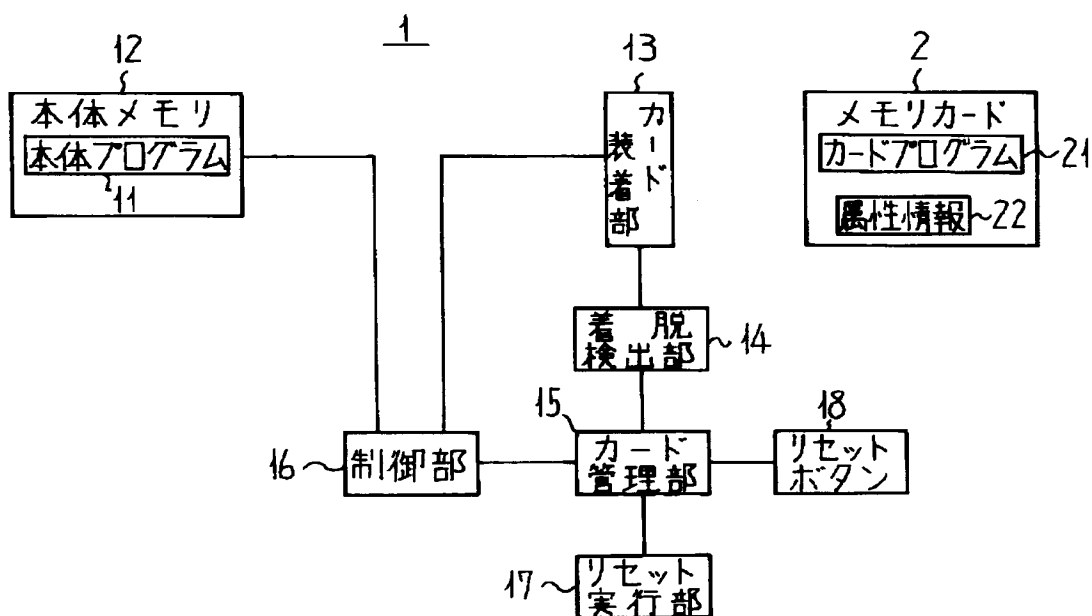 1
12
本体メモリ
本体プログラム
11
13
カード
装着部
2
メモリカード
カードプログラム
21
属性情報
22
着脱
検出部
14
15
カード
管理部
16
制御部
18
リセット
ボタン
17
リセット
実行部